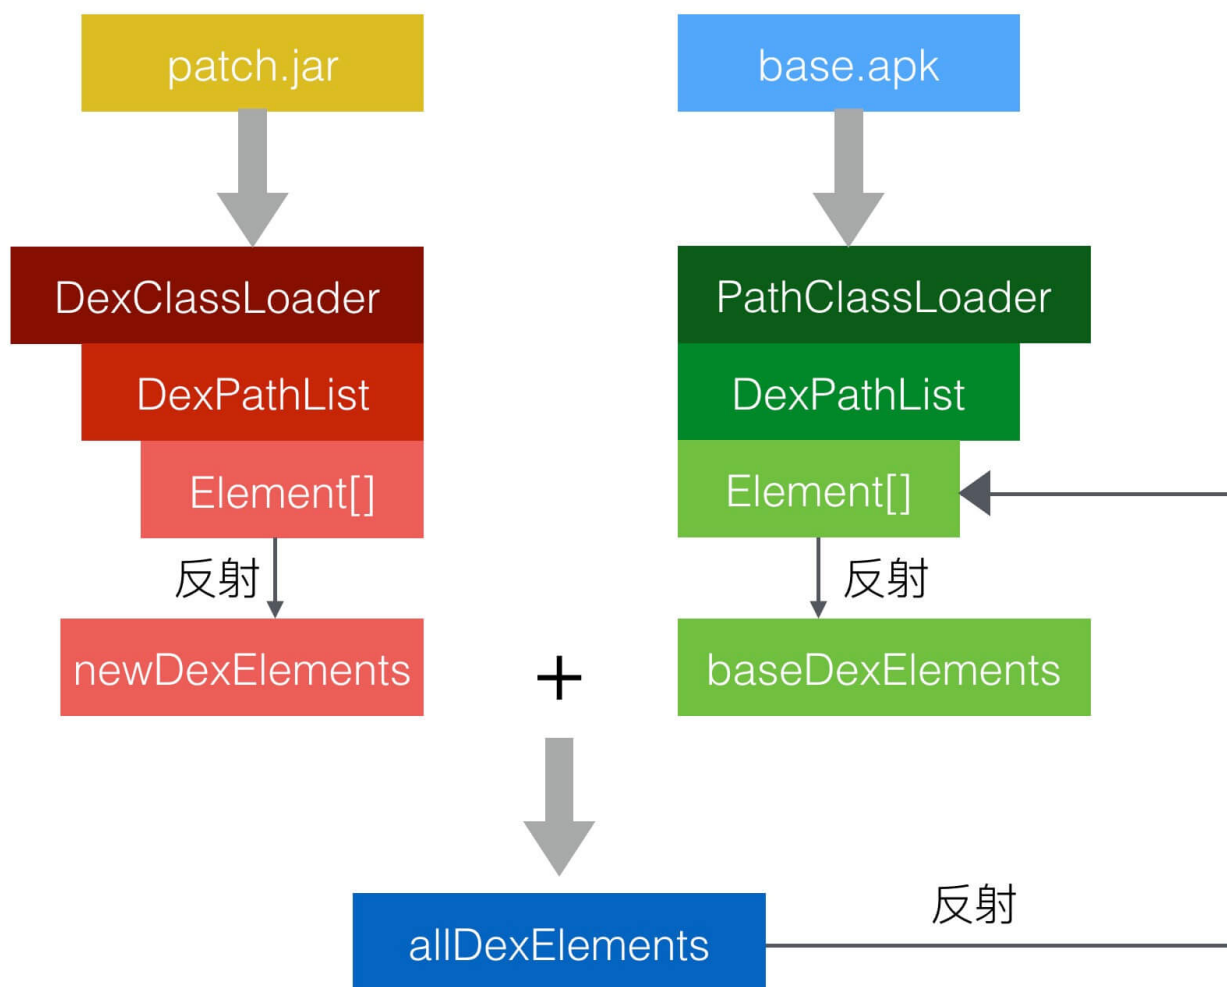 patch.jar
base.apk
DexClassLoader
PathClassLoader
DexPathList
DexPathList
Element[]
Element[]
反射
反射
newDexElements
+
baseDexElements
反射
allDexElements